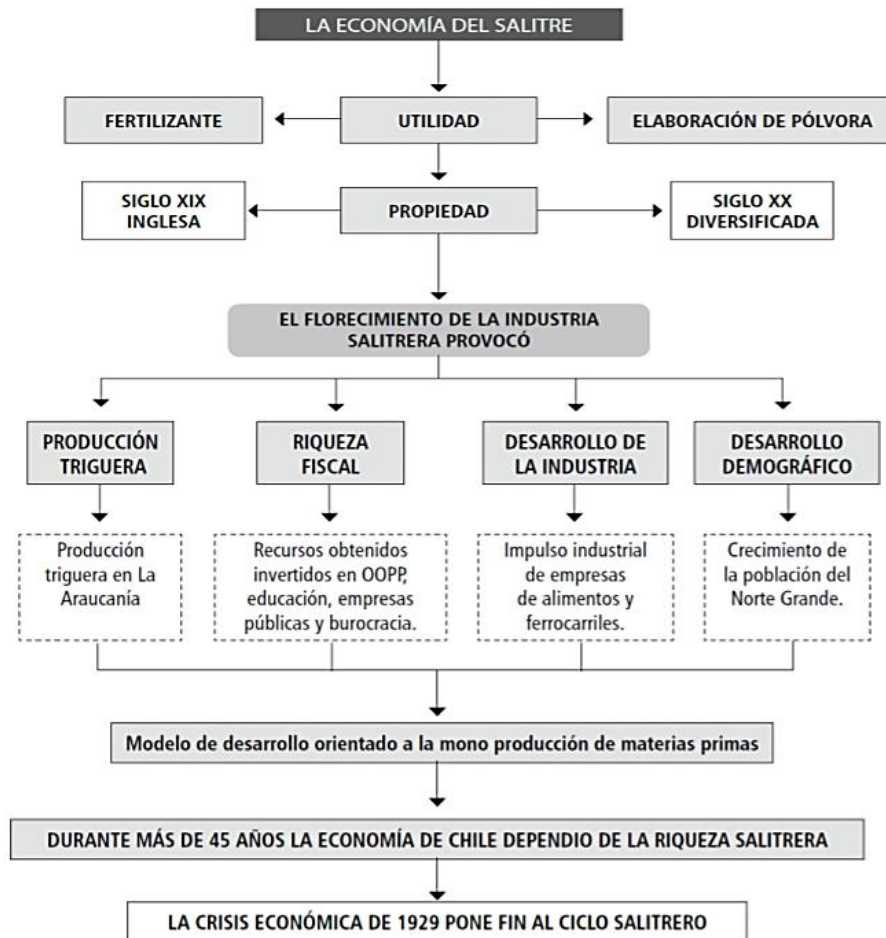 LA ECONOMÍA DEL SALITRE
FERTILIZANTE
UTILIDAD
ELABORACIÓN DE PÓLVORA
SIGLO XIX
INGLESA
PROPIEDAD
SIGLO XX
DIVERSIFICADA
EL FLORECIMIENTO DE LA INDUSTRIA
SALITRERA PROVOCÓ
PRODUCCIÓN
TRIGUERA
RIQUEZA
FISCAL
DESARROLLO DE
LA INDUSTRIA
DESARROLLO
DEMOGRÁFICO
Producción
triguera en La
Araucanía
Recursos obtenidos
invertidos en OOPP,
educación, empresas
públicas y burocracia.
Impulso industrial
de empresas
de alimentos y
ferrocarriles.
Crecimiento de
la población del
Norte Grande.
Modelo de desarrollo orientado a la mono producción de materias primas
DURANTE MÁS DE 45 AÑOS LA ECONOMÍA DE CHILE DEPENDIO DE LA RIQUEZA SALITRERA
LA CRISIS ECONÓMICA DE 1929 PONE FIN AL CICLO SALITRERO